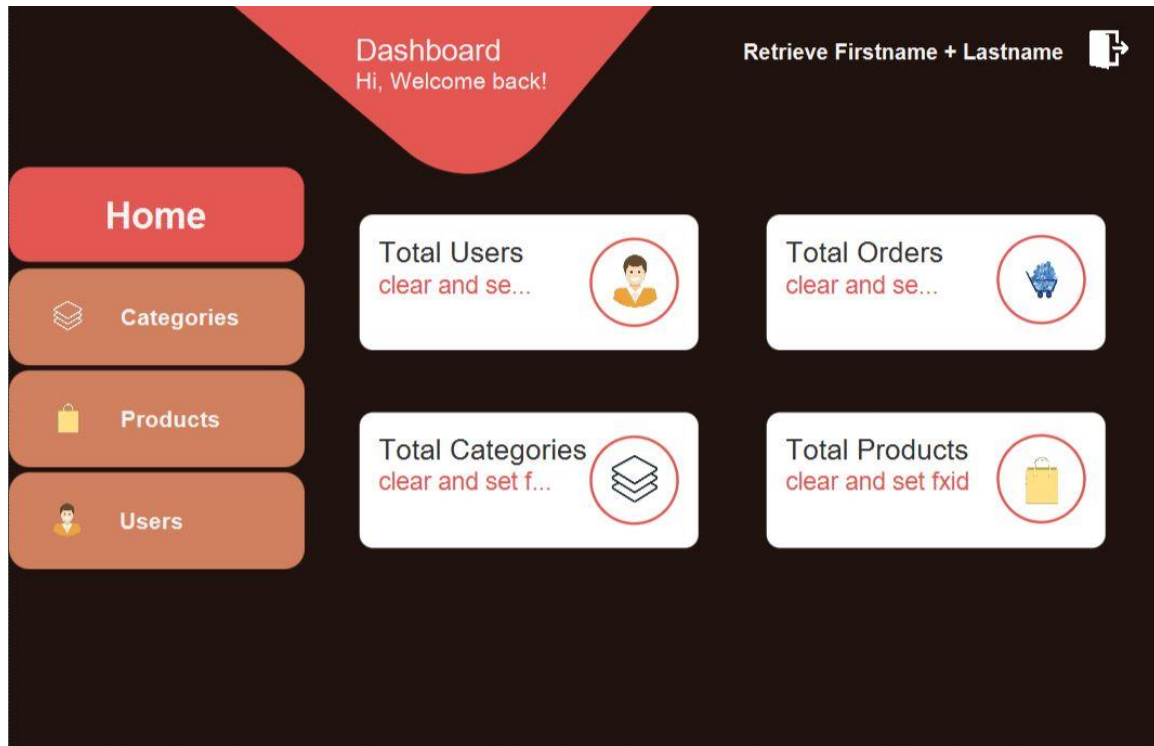 Dashboard
Hi, Welcome back!
Retrieve Firstname + Lastname
Home
Categories
Products
Users
Total Users
clear and se...
Total Orders
clear and se...
Total Categories
clear and set f...
Total Products
clear and set fxid